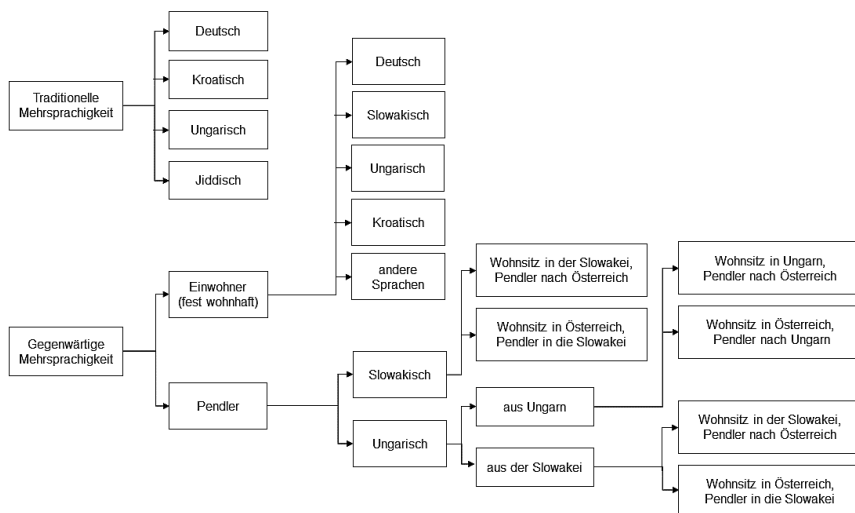 Traditionelle
Mehrsprachigkeit
Deutsch
Kroatisch
Ungarisch
Jiddisch
Gegenwärtige
Mehrsprachigkeit
Einwohner
(fest wohnhaft)
Deutsch
Slowakisch
Ungarisch
Kroatisch
andere
Sprachen
Pendler
Slowakisch
Wohnsitz in der Slowakei,
Pendler nach Österreich
Wohnsitz in Österreich,
Pendler in die Slowakei
Ungarisch
aus Ungarn
Wohnsitz in Ungarn,
Pendler nach Österreich
Wohnsitz in Österreich,
Pendler nach Ungarn
aus der Slowakei
Wohnsitz in der Slowakei,
Pendler nach Österreich
Wohnsitz in Österreich,
Pendler in die Slowakei